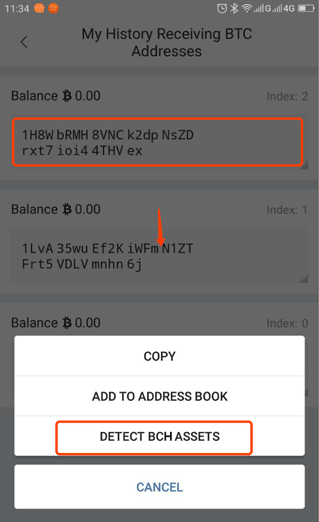 11:34 G 4G
My History Receiving BTC
Addresses
Balance ₿ 0.00 Index: 2
1H8W bRMH 8VNC k2dp NsZD
rxt7 ioi4 4THV ex
Balance ₿ 0.00 Index: 1
1LvA 35wu Ef2K iWFm N1ZT
Frt5 VDLV mnhn 6j
Balance ₿ 0.00 Index: 0
COPY
ADD TO ADDRESS BOOK
DETECT BCH ASSETS
CANCEL